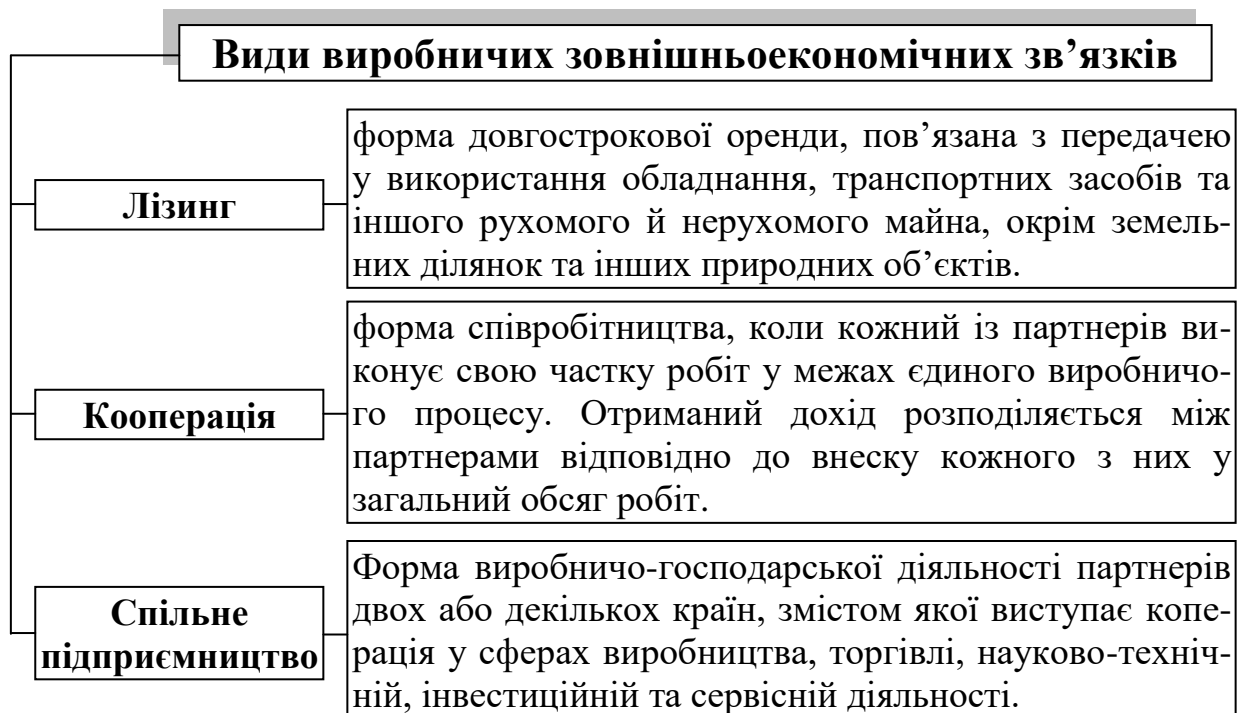 Види виробничих зовнішньоекономічних зв’язків
Лізинг
форма довгострокової оренди, пов’язана з передачею
у використання обладнання, транспортних засобів та
іншого рухомого й нерухомого майна, окрім земель-
них ділянок та інших природних об’єктів.
Кооперація
форма співробітництва, коли кожний із партнерів ви-
конує свою частку робіт у межах єдиного виробничо-
го процесу. Отриманий дохід розподіляється між
партнерами відповідно до внеску кожного з них у
загальний обсяг робіт.
Спільне
підприємництво
Форма виробничо-господарської діяльності партнерів
двох або декількох країн, змістом якої виступає копе-
рація у сферах виробництва, торгівлі, науково-техніч-
ній, інвестиційній та сервісній діяльності.